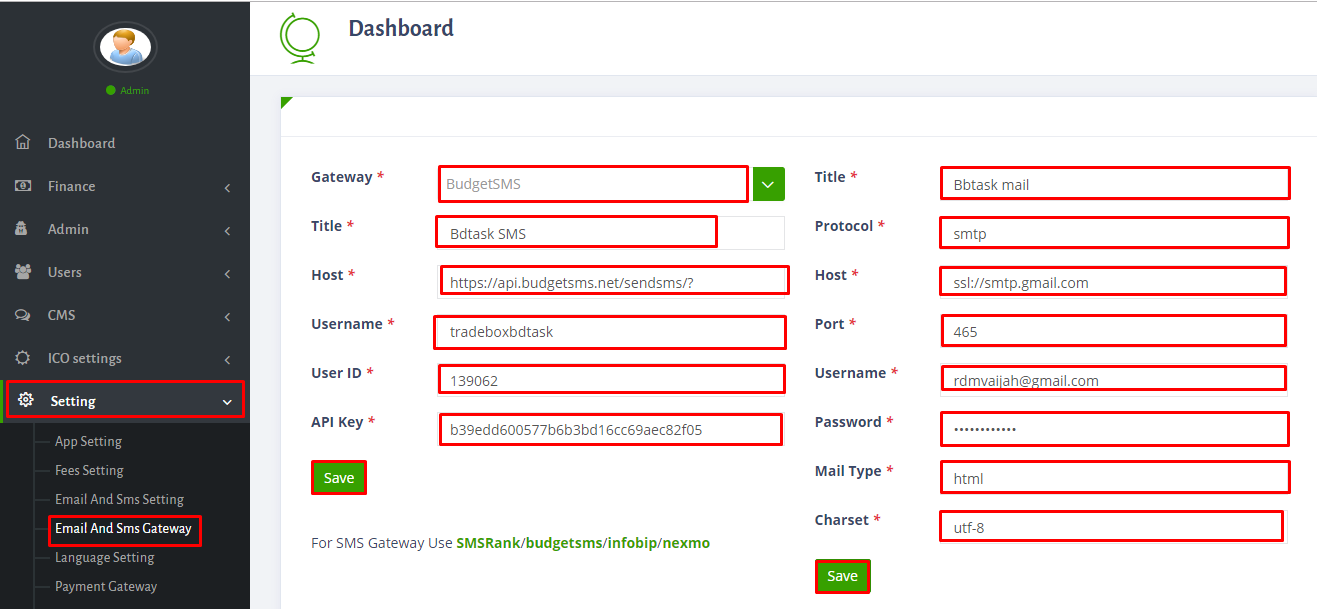 Dashboard
Admin
Dashboard
Finance
Admin
Users
CMS
ICO settings
Setting
App Setting
Fees Setting
Email And Sms Setting
Email And Sms Gateway
Language Setting
Payment Gateway
Gateway * BudgetSMS
Title * Bdtask SMS
Host * https://api.budgetsms.net/sendsms/?
Username * tradeboxbdtask
User ID * 139062
API Key * b39edd600577b6b3bd16cc69aec82f05
Save
For SMS Gateway Use SMSRank/budgetsms/infobip/nexmo
Title * Bbtask mail
Protocol * smtp
Host * ssl://smtp.gmail.com
Port * 465
Username * rdmvaijah@gmail.com
Password * ••••••••••••
Mail Type * html
Charset * utf-8
Save